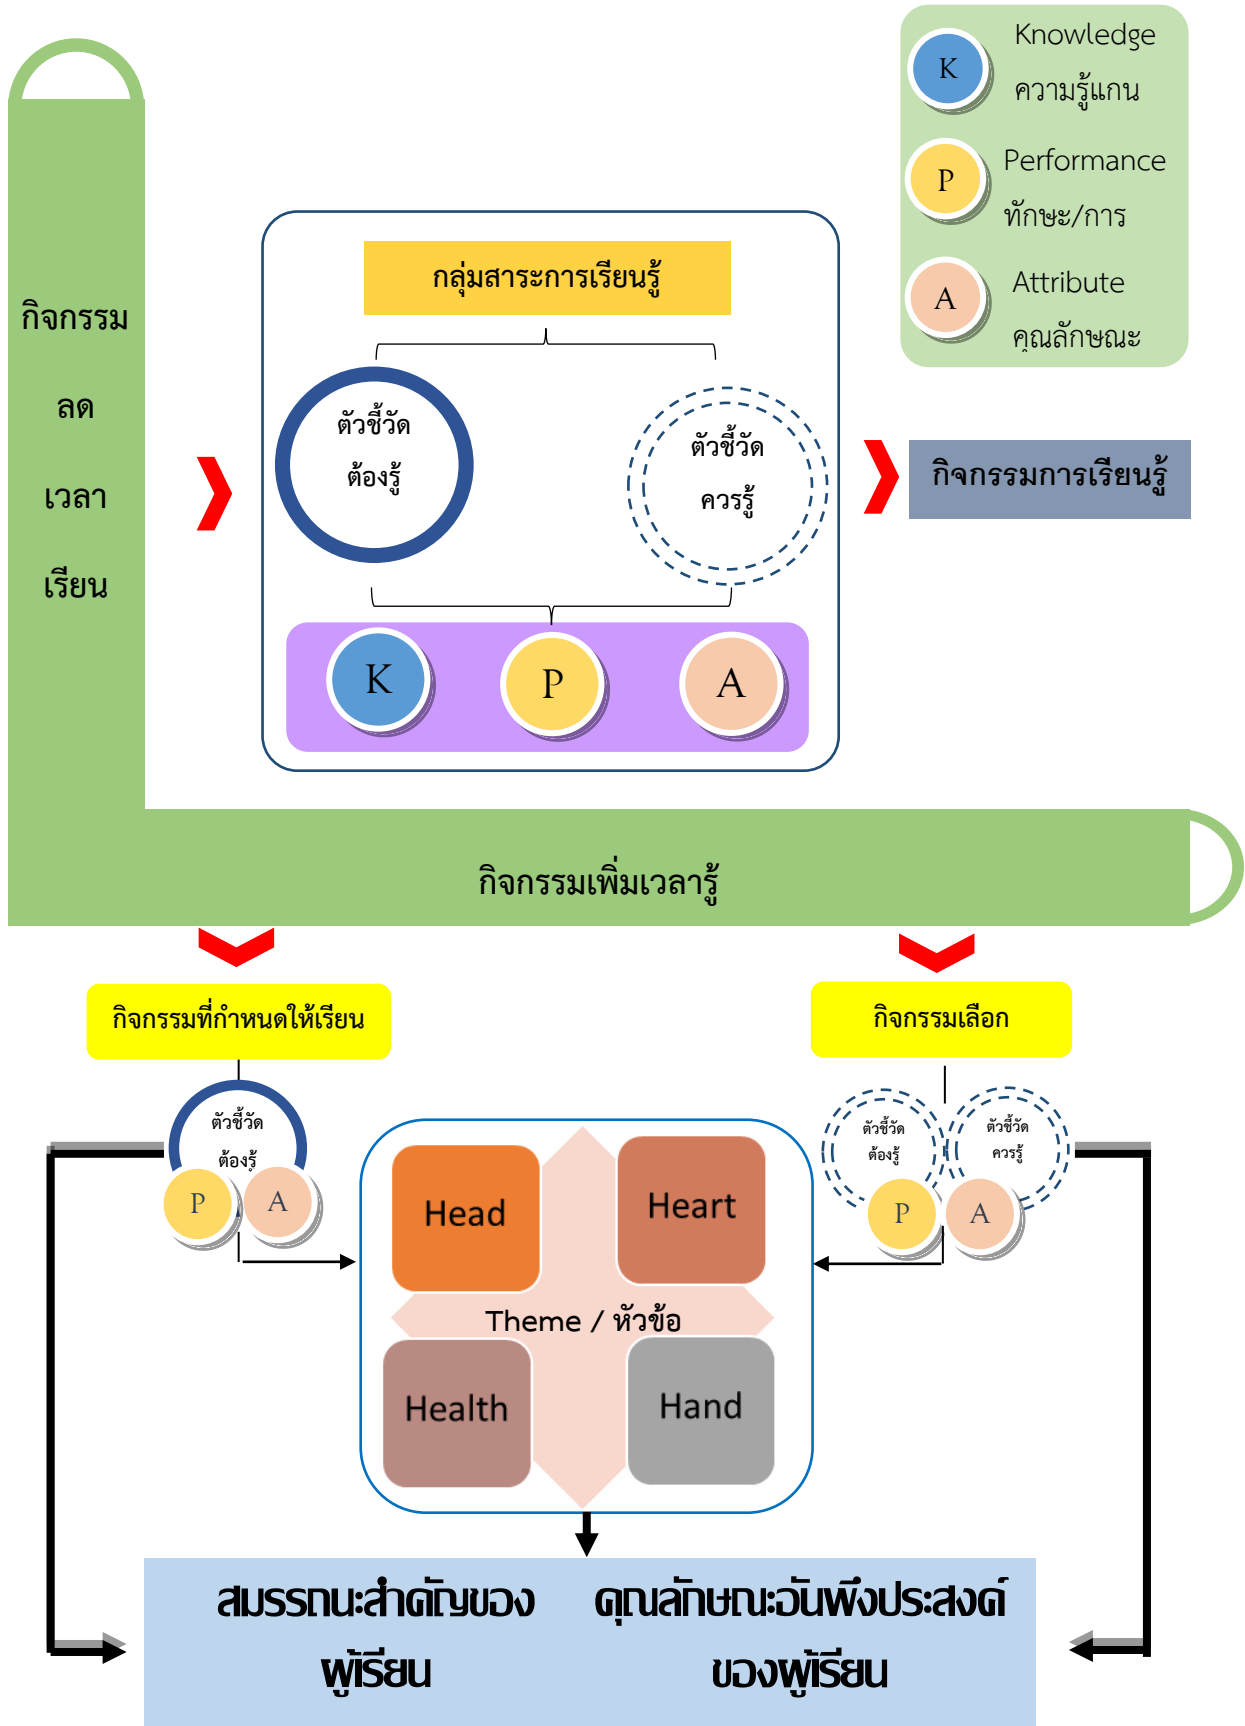 K
Knowledge
ความรู้แกน
P
Performance
ทักษะ/การ
A
Attribute
คุณลักษณะ
กิจกรรม
ลด
เวลา
เรียน
กลุ่มสาระการเรียนรู้
ตัวชี้วัด
ต้องรู้
ตัวชี้วัด
ควรรู้
K
P
A
กิจกรรมการเรียนรู้
กิจกรรมเพิ่มเวลารู้
กิจกรรมที่กำหนดให้เรียน
กิจกรรมเลือก
ตัวชี้วัด
ต้องรู้
P
A
ตัวชี้วัด
ต้องรู้
ตัวชี้วัด
ควรรู้
P
A
Head
Heart
Theme / หัวข้อ
Health
Hand
สมรรถนะสำคัญของ
ผู้เรียน
คุณลักษณะอันพึงประสงค์
ของผู้เรียน